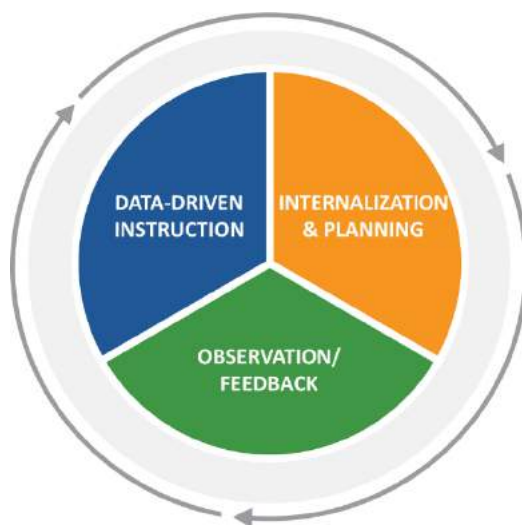 DATA-DRIVEN
INSTRUCTION
INTERNALIZATION
& PLANNING
OBSERVATION/
FEEDBACK